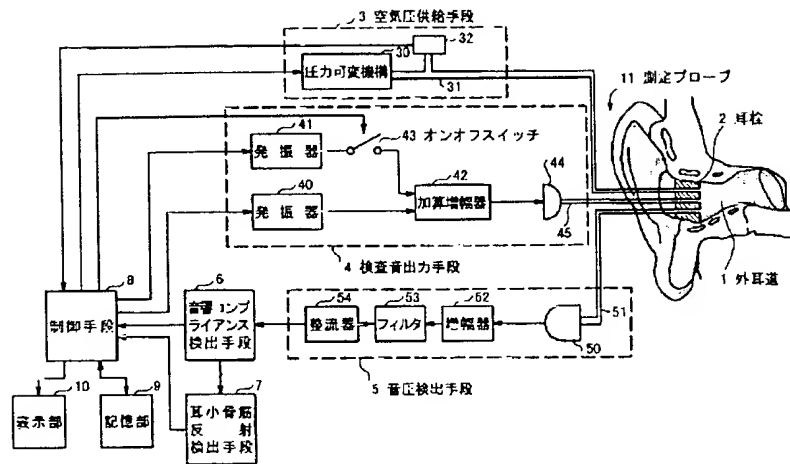 3 空気圧供給手段
30
32
圧力可変機構
31
11 測定プローブ
2 耳栓
41
発振器
43 オンオフスイッチ
42
加算増幅器
44
45
40
発振器
4 検査音出力手段
1 外耳道
8
制御手段
6
音響コンプ
ライアンス
検出手段
54
整流器
53
フィルタ
52
増幅器
51
50
5 音圧検出手段
10
表示部
9
記憶部
7
耳小骨筋
反射
検出手段